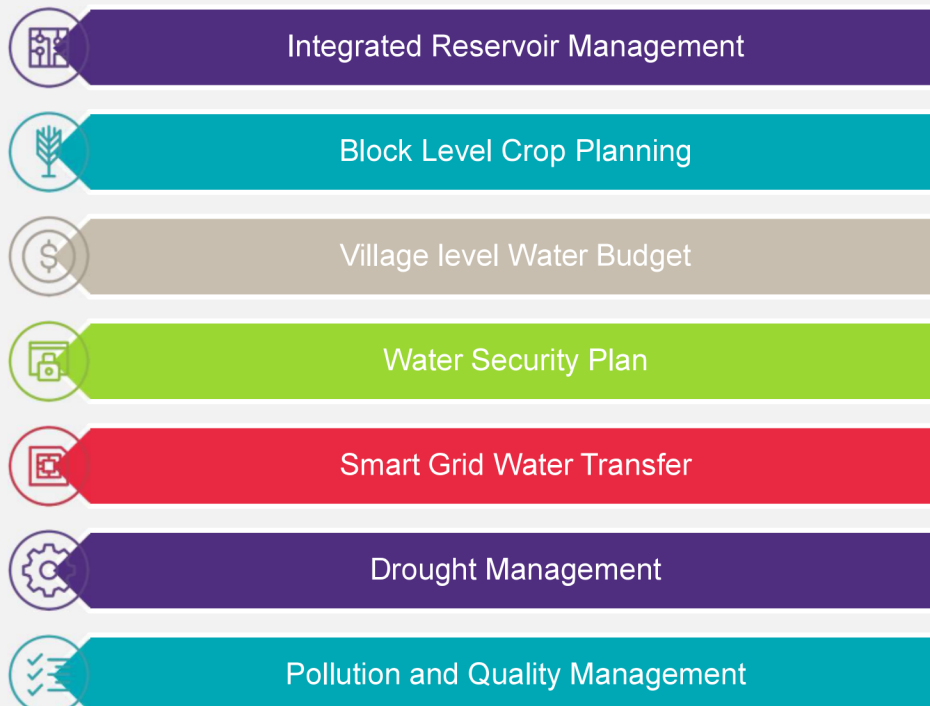 Integrated Reservoir Management
Block Level Crop Planning
Village level Water Budget
Water Security Plan
Smart Grid Water Transfer
Drought Management
Pollution and Quality Management